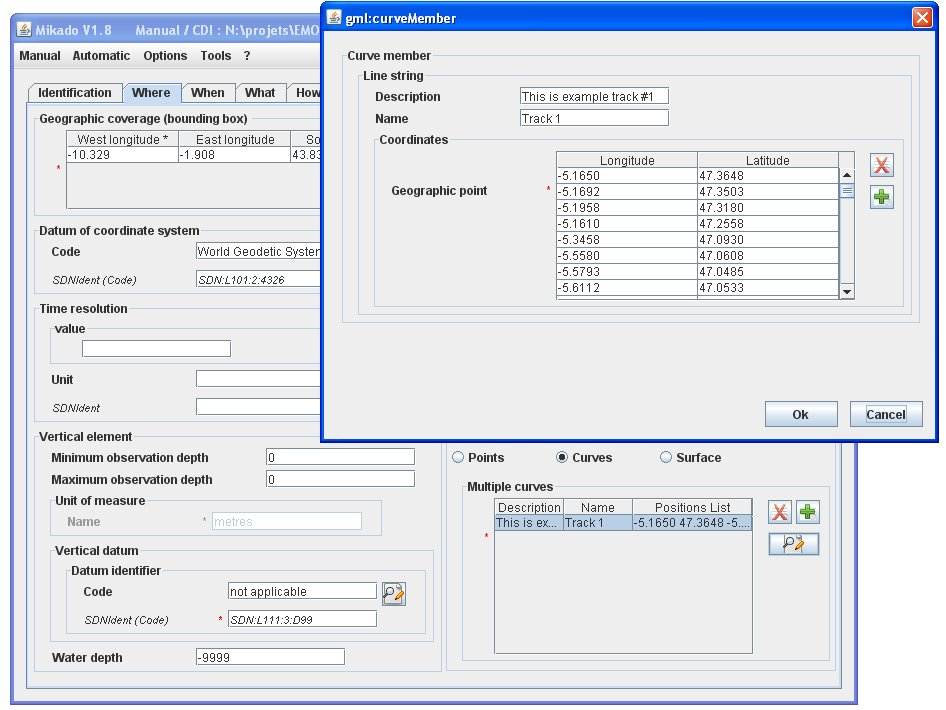 Mikado V1.8 Manual / CDI : N:\projets\EMO
Manual Automatic Options Tools ?
Identification Where When What How
Geographic coverage (bounding box)
West longitude * East longitude So
-10.329 -1.908 43.83
*
Datum of coordinate system
Code World Geodetic System
SDNIdent (Code) SDN:L101:2:4326
Time resolution
value
Unit
SDNIdent
Vertical element
Minimum observation depth 0
Maximum observation depth 0
Unit of measure
Name * metres
Vertical datum
Datum identifier
Code not applicable
SDNIdent (Code) * SDN:L111:3:D99
Water depth -9999
gml:curveMember
Curve member
Line string
Description This is example track #1
Name Track 1
Coordinates
Geographic point *
Longitude Latitude
-5.1650 47.3648
-5.1692 47.3503
-5.1958 47.3180
-5.1610 47.2558
-5.3458 47.0930
-5.5580 47.0608
-5.5793 47.0485
-5.6112 47.0533
Ok Cancel
Points Curves Surface
Multiple curves
Description Name Positions List
This is ex... Track 1 -5.1650 47.3648 -5....
*